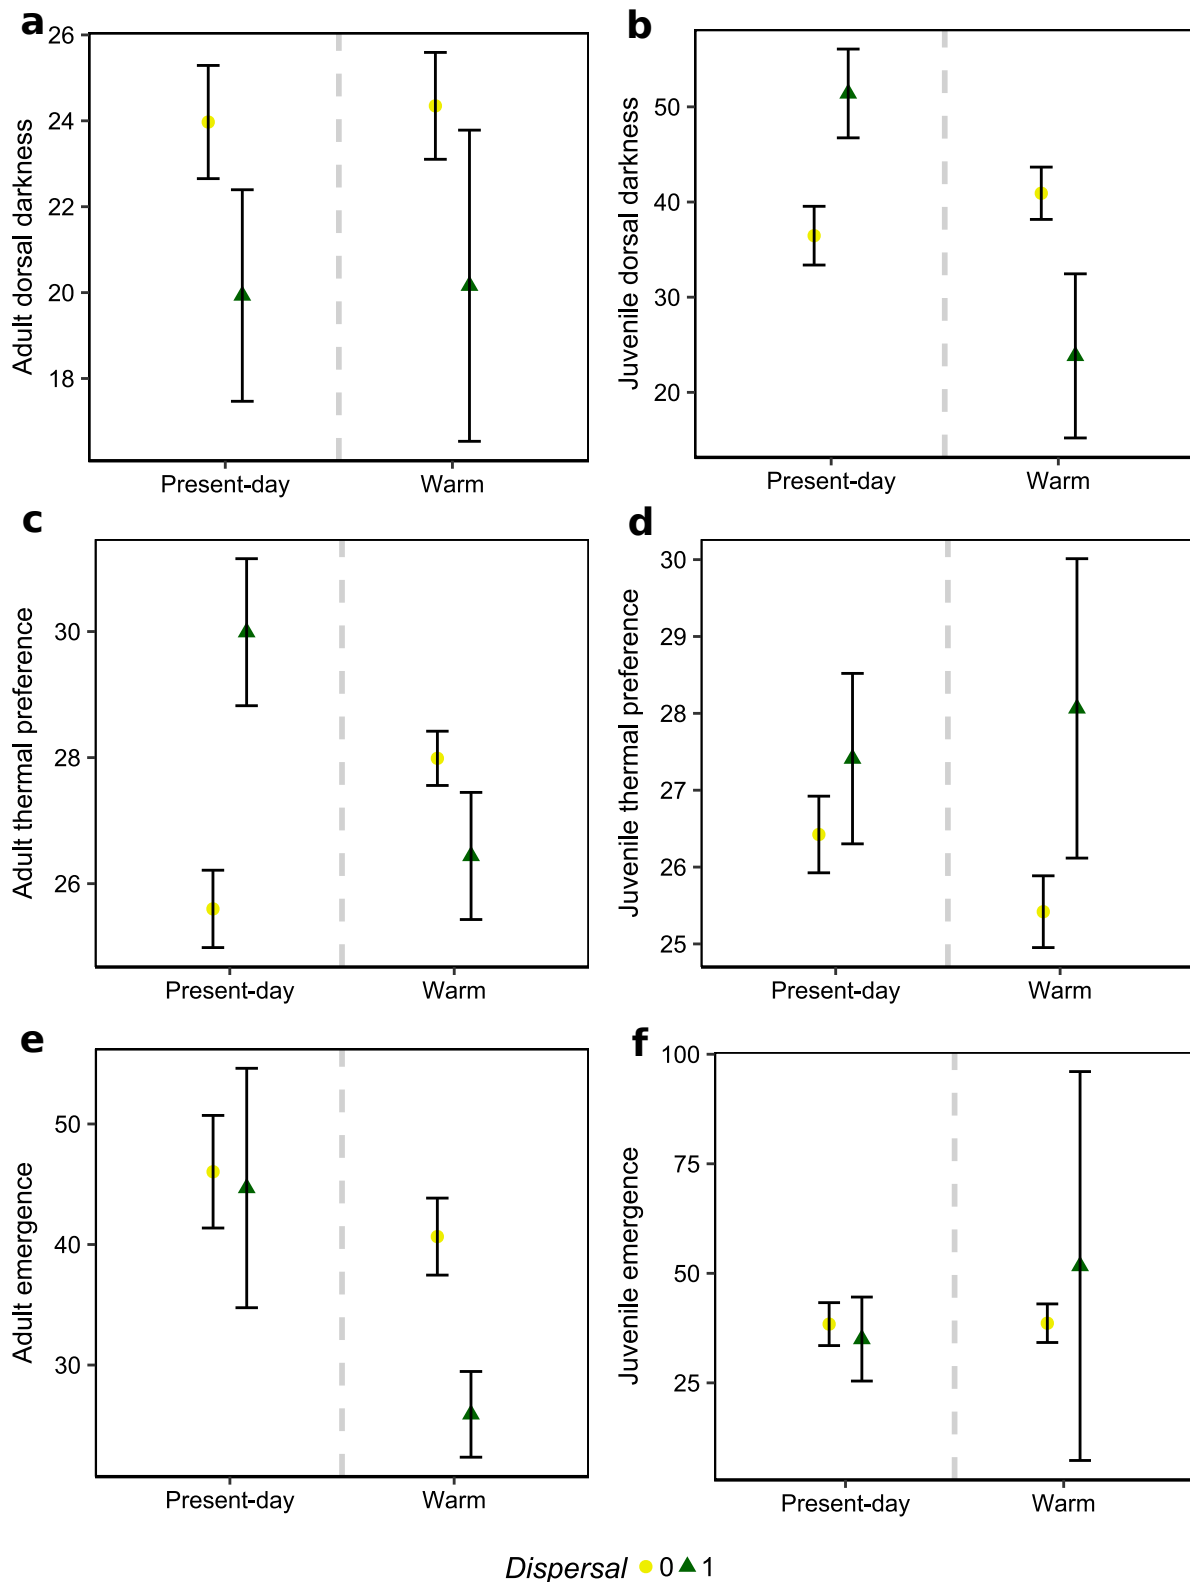 a
26
24
22
20
18
Adult dorsal darkness
Present-day Warm
b
50
40
30
20
Juvenile dorsal darkness
Present-day Warm
c
30
28
26
Adult thermal preference
Present-day Warm
d
30
29
28
27
26
25
Juvenile thermal preference
Present-day Warm
e
50
40
30
Adult emergence
Present-day Warm
f
100
75
50
25
Juvenile emergence
Present-day Warm
Dispersal 0 1